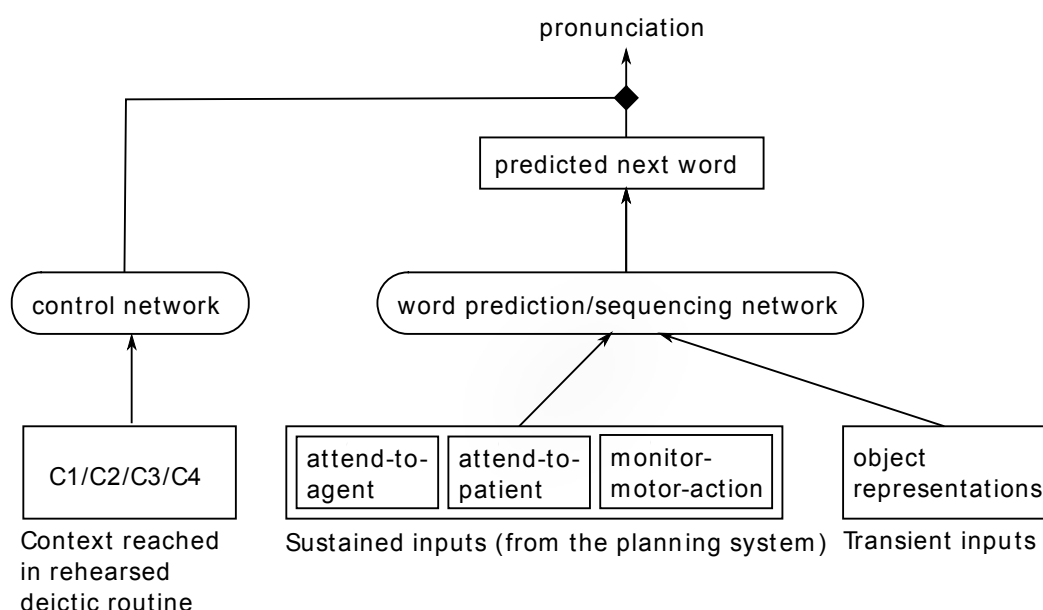 pronunciation
predicted next word
control network
word prediction/sequencing network
C1/C2/C3/C4
attend-to-
agent
attend-to-
patient
monitor-
motor-action
object
representations
Context reached
in rehearsed
deictic routine
Sustained inputs (from the planning system)
Transient inputs